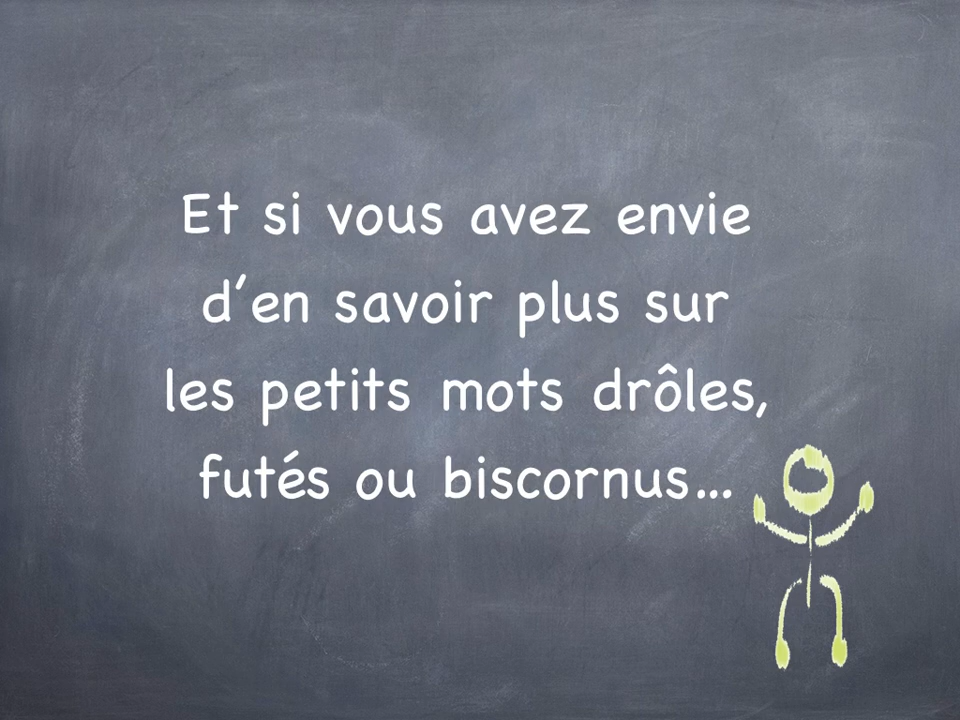 Et si vous avez envie
d’en savoir plus sur
les petits mots drôles,
futés ou biscornus...